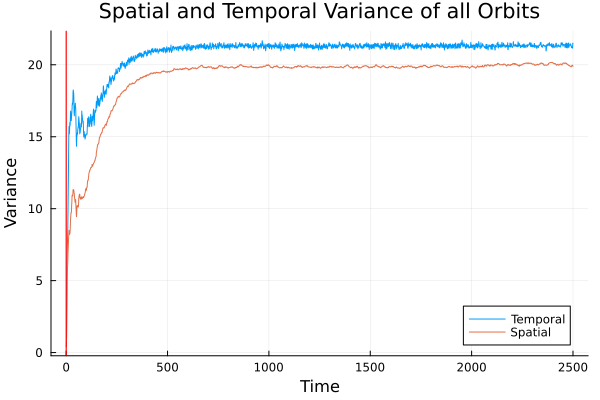 Spatial and Temporal Variance of all Orbits
Variance
20
15
10
5
0
Temporal
Spatial
0 500 1000 1500 2000 2500
Time